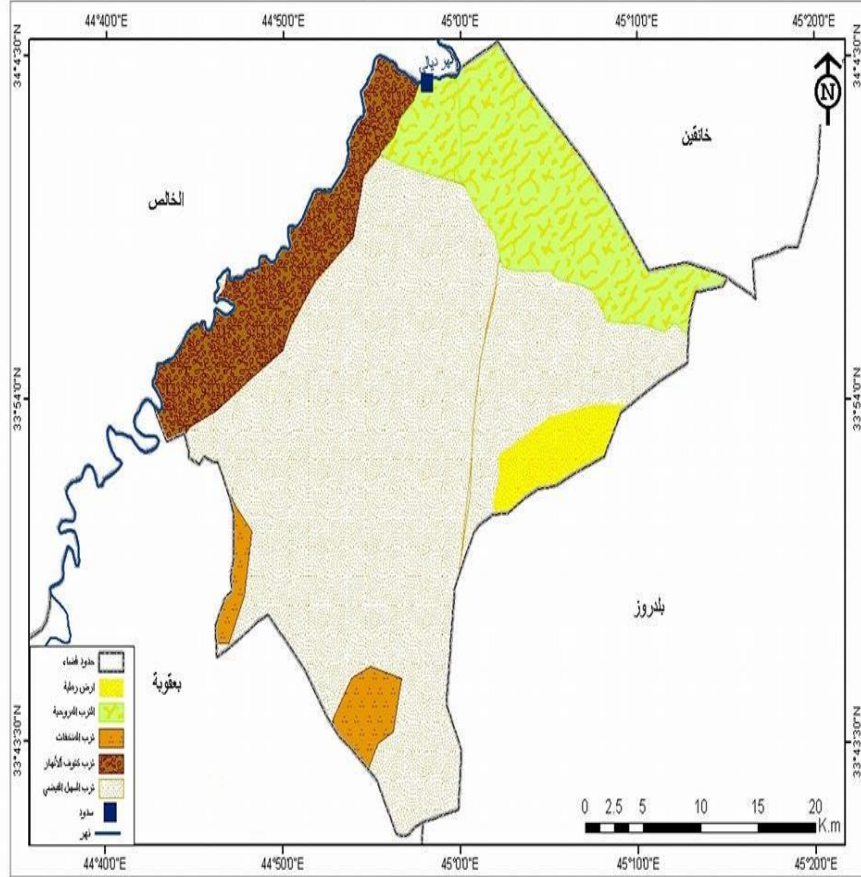 44°40'0"E 44°50'0"E 45°0'0"E 45°10'0"E 45°20'0"E
34°4'30"N
34°4'30"N
نهر ديالى
N
خانقين
الخالص
33°54'0"N
33°54'0"N
بلدروز
بعقوبة
حدود قضاء
ارض رملية
الترب المروحية
ترب المنخفضات
ترب كتوف الأنهار
ترب السهل الفيضي
سدود
نهر
33°43'30"N
33°43'30"N
0 2.5 5 10 15 20
K.m
44°40'0"E 44°50'0"E 45°0'0"E 45°10'0"E 45°20'0"E